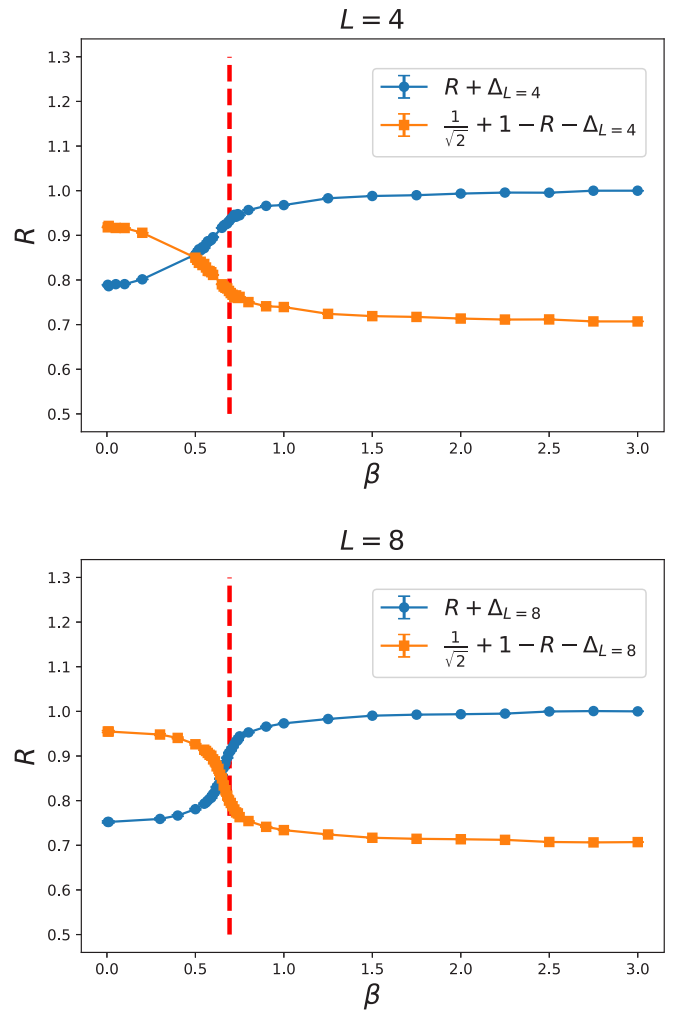 L = 4
1.3
1.2
1.1
1.0
0.9
0.8
0.7
0.6
0.5
R
R + Δ_{L=4}
\frac{1}{\sqrt{2}} + 1 − R − Δ_{L=4}
0.0 0.5 1.0 1.5 2.0 2.5 3.0
β
L = 8
1.3
1.2
1.1
1.0
0.9
0.8
0.7
0.6
0.5
R
R + Δ_{L=8}
\frac{1}{\sqrt{2}} + 1 − R − Δ_{L=8}
0.0 0.5 1.0 1.5 2.0 2.5 3.0
β